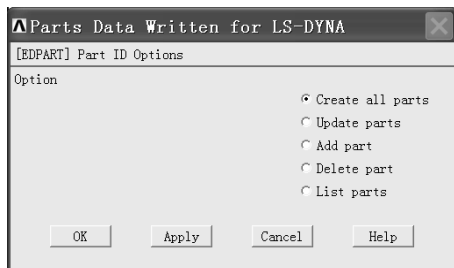 Parts Data Written for LS-DYNA
[EDPART] Part ID Options
Option
Create all parts
Update parts
Add part
Delete part
List parts
OK Apply Cancel Help